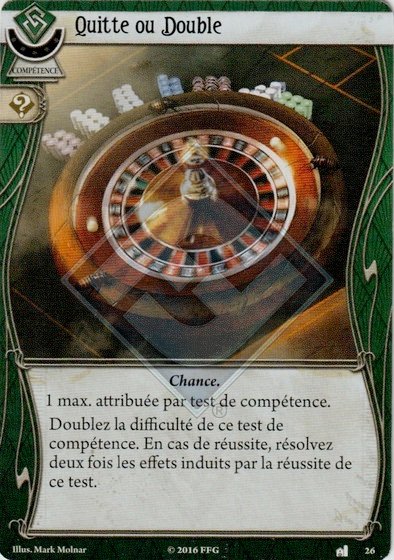 Quitte ou Double
COMPÉTENCE
?
Chance.
1 max. attribuée par test de compétence.
Doublez la difficulté de ce test de
compétence. En cas de réussite, résolvez
deux fois les effets induits par la réussite de
ce test.
®
Illus. Mark Molnar
© 2016 FFG
26